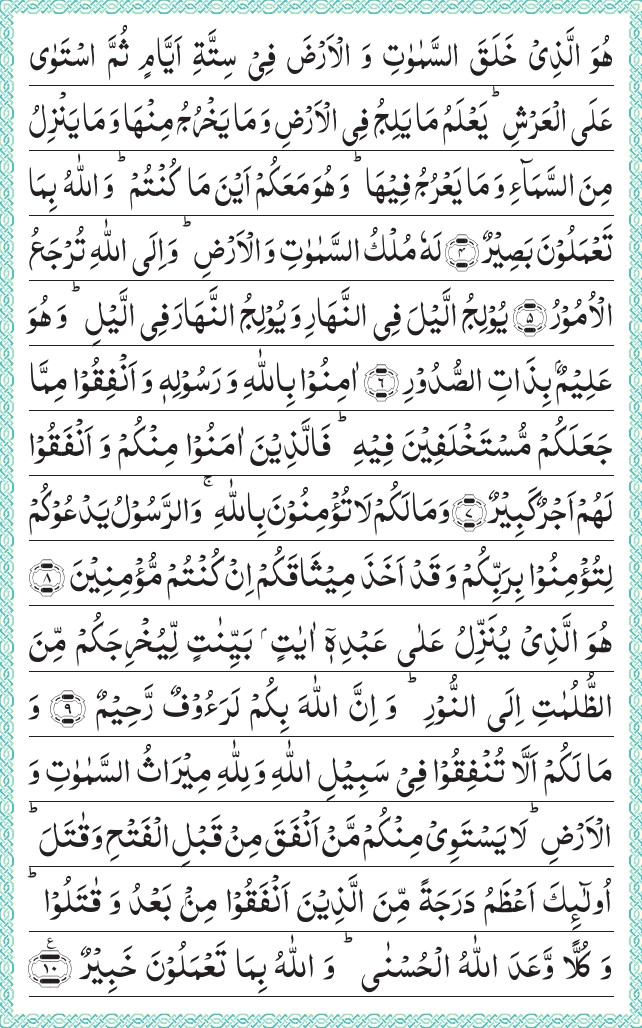 هُوَ الَّذِیْ خَلَقَ السَّمٰوٰتِ وَ الْاَرْضَ فِیْ سِتَّةِ اَیَّامٍ ثُمَّ اسْتَوٰی
عَلَی الْعَرْشِ ؕ یَعْلَمُ مَا یَلِجُ فِی الْاَرْضِ وَ مَا یَخْرُجُ مِنْهَا وَ مَا یَنْزِلُ
مِنَ السَّمَآءِ وَ مَا یَعْرُجُ فِیْهَا ؕ وَ هُوَ مَعَكُمْ اَیْنَ مَا كُنْتُمْ ؕ وَ اللّٰهُ بِمَا
تَعْمَلُوْنَ بَصِیْرٌ ﴿۴﴾ لَهٗ مُلْكُ السَّمٰوٰتِ وَ الْاَرْضِ ؕ وَ اِلَی اللّٰهِ تُرْجَعُ
الْاُمُوْرُ ﴿۵﴾ یُوْلِجُ الَّیْلَ فِی النَّهَارِ وَ یُوْلِجُ النَّهَارَ فِی الَّیْلِ ؕ وَ هُوَ
عَلِیْمٌۢ بِذَاتِ الصُّدُوْرِ ﴿۶﴾ اٰمِنُوْا بِاللّٰهِ وَ رَسُوْلِهٖ وَ اَنْفِقُوْا مِمَّا
جَعَلَكُمْ مُّسْتَخْلَفِیْنَ فِیْهِ ؕ فَالَّذِیْنَ اٰمَنُوْا مِنْكُمْ وَ اَنْفَقُوْا
لَهُمْ اَجْرٌ كَبِیْرٌ ﴿۷﴾ وَ مَا لَكُمْ لَا تُؤْمِنُوْنَ بِاللّٰهِ ۚ وَ الرَّسُوْلُ یَدْعُوْكُمْ
لِتُؤْمِنُوْا بِرَبِّكُمْ وَ قَدْ اَخَذَ مِیْثَاقَكُمْ اِنْ كُنْتُمْ مُّؤْمِنِیْنَ ﴿۸﴾
هُوَ الَّذِیْ یُنَزِّلُ عَلٰی عَبْدِهٖۤ اٰیٰتٍۭ بَیِّنٰتٍ لِّیُخْرِجَكُمْ مِّنَ
الظُّلُمٰتِ اِلَی النُّوْرِ ؕ وَ اِنَّ اللّٰهَ بِكُمْ لَرَءُوْفٌ رَّحِیْمٌ ﴿۹﴾ وَ
مَا لَكُمْ اَلَّا تُنْفِقُوْا فِیْ سَبِیْلِ اللّٰهِ وَ لِلّٰهِ مِیْرَاثُ السَّمٰوٰتِ وَ
الْاَرْضِ ؕ لَا یَسْتَوِیْ مِنْكُمْ مَّنْ اَنْفَقَ مِنْ قَبْلِ الْفَتْحِ وَ قٰتَلَ ؕ
اُولٰٓىِٕكَ اَعْظَمُ دَرَجَةً مِّنَ الَّذِیْنَ اَنْفَقُوْا مِنْۢ بَعْدُ وَ قٰتَلُوْا ؕ
وَ كُلًّا وَّعَدَ اللّٰهُ الْحُسْنٰی ؕ وَ اللّٰهُ بِمَا تَعْمَلُوْنَ خَبِیْرٌ ﴿۱۰﴾ ع